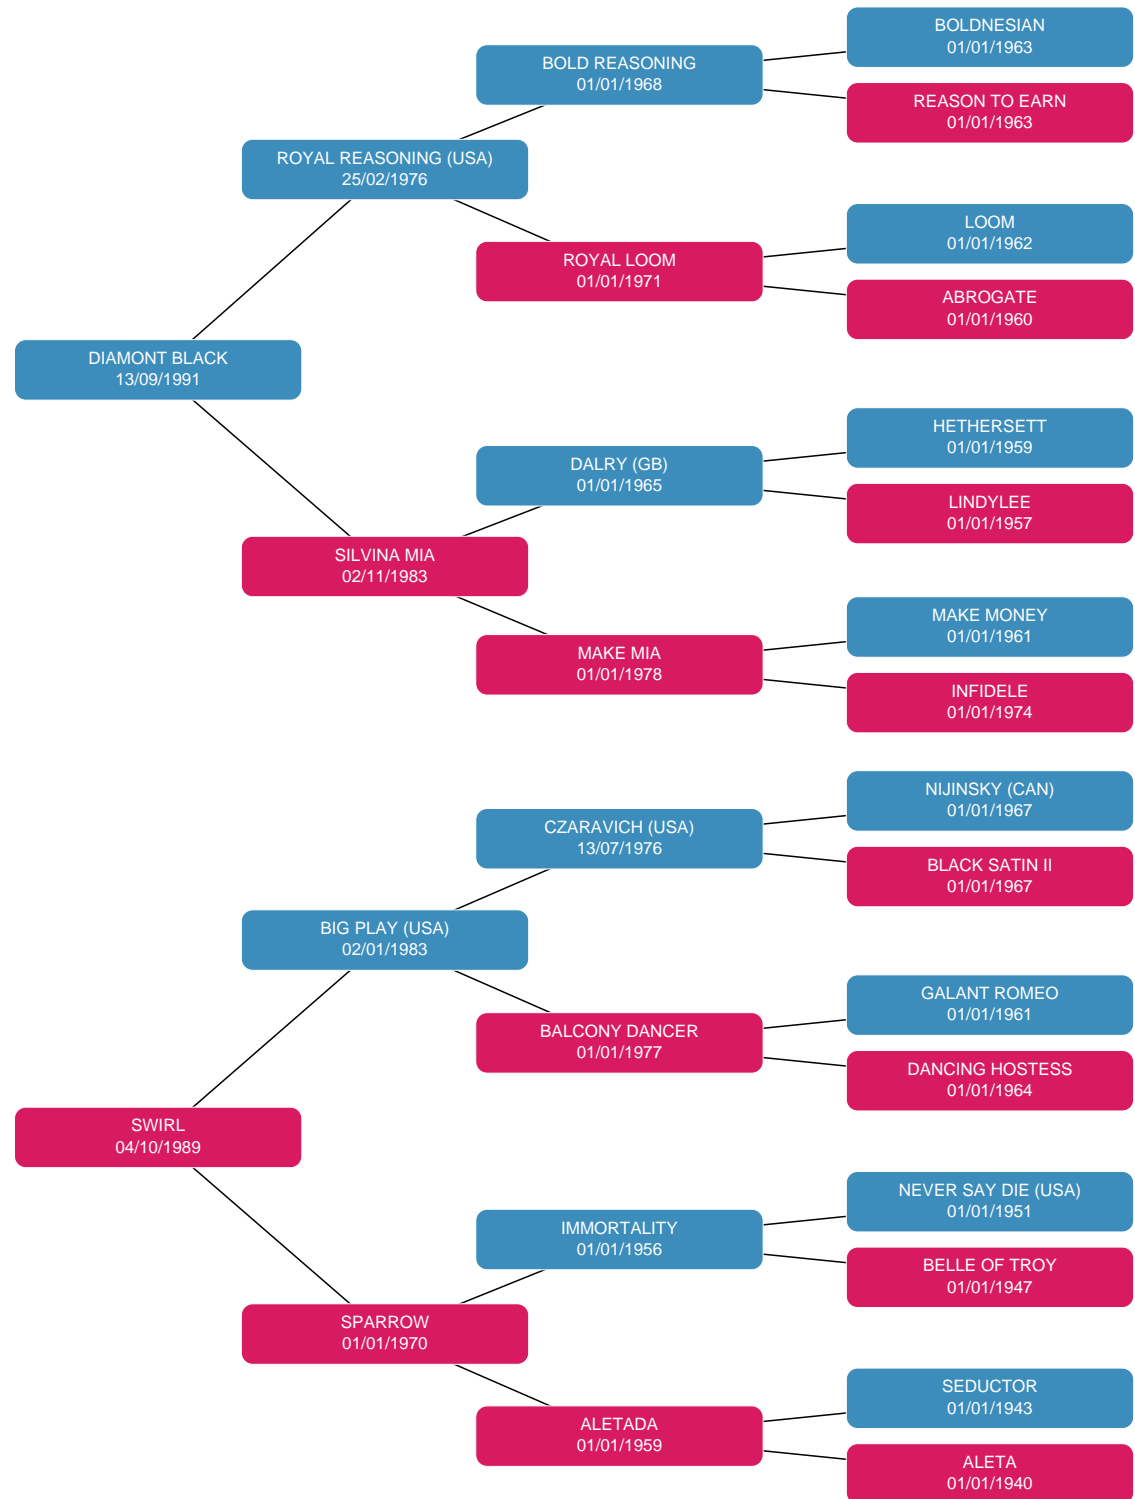 BOLDNESIAN
01/01/1963
BOLD REASONING
01/01/1968
REASON TO EARN
01/01/1963
ROYAL REASONING (USA)
25/02/1976
LOOM
01/01/1962
ROYAL LOOM
01/01/1971
ABROGATE
01/01/1960
DIAMONT BLACK
13/09/1991
HETHERSETT
01/01/1959
DALRY (GB)
01/01/1965
LINDYLEE
01/01/1957
SILVINA MIA
02/11/1983
MAKE MONEY
01/01/1961
MAKE MIA
01/01/1978
INFIDELE
01/01/1974
NIJINSKY (CAN)
01/01/1967
CZARAVICH (USA)
13/07/1976
BLACK SATIN II
01/01/1967
BIG PLAY (USA)
02/01/1983
GALANT ROMEO
01/01/1961
BALCONY DANCER
01/01/1977
DANCING HOSTESS
01/01/1964
SWIRL
04/10/1989
NEVER SAY DIE (USA)
01/01/1951
IMMORTALITY
01/01/1956
BELLE OF TROY
01/01/1947
SPARROW
01/01/1970
SEDUCTOR
01/01/1943
ALETADA
01/01/1959
ALETA
01/01/1940